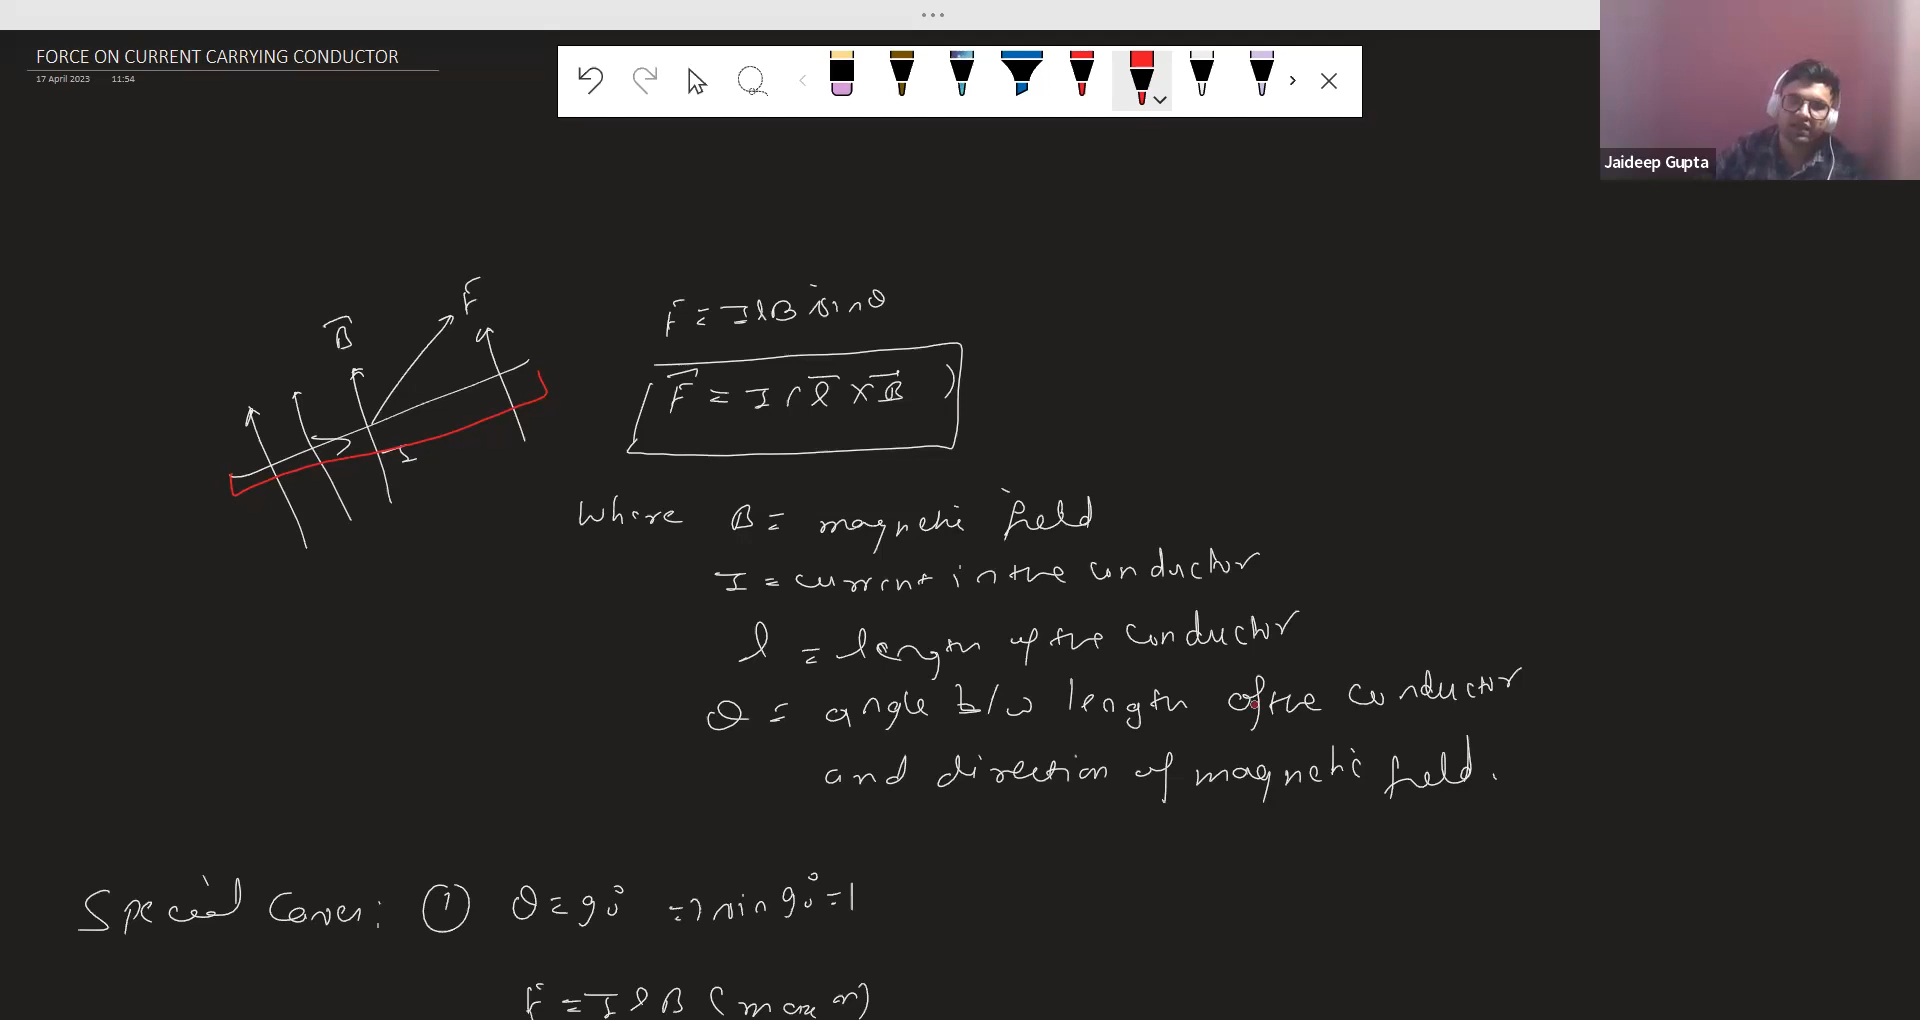 FORCE ON CURRENT CARRYING CONDUCTOR
17 April 2023 11:54
Jaideep Gupta
F
B
I
F = IlB sinθ
F = I (l × B)
Where B = magnetic field
I = current in the conductor
l = length of the conductor
θ = angle b/w length of the conductor
and direction of magnetic field.
Special Cases: ① θ = 90° => sin 90° = 1
F = IlB (max m)